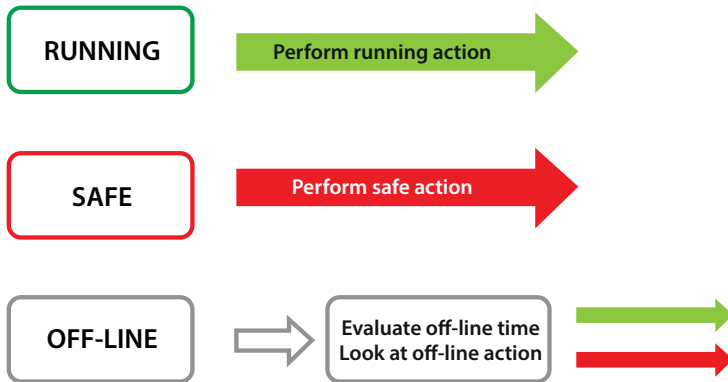 RUNNING
Perform running action
SAFE
Perform safe action
OFF-LINE
Evaluate off-line time
Look at off-line action